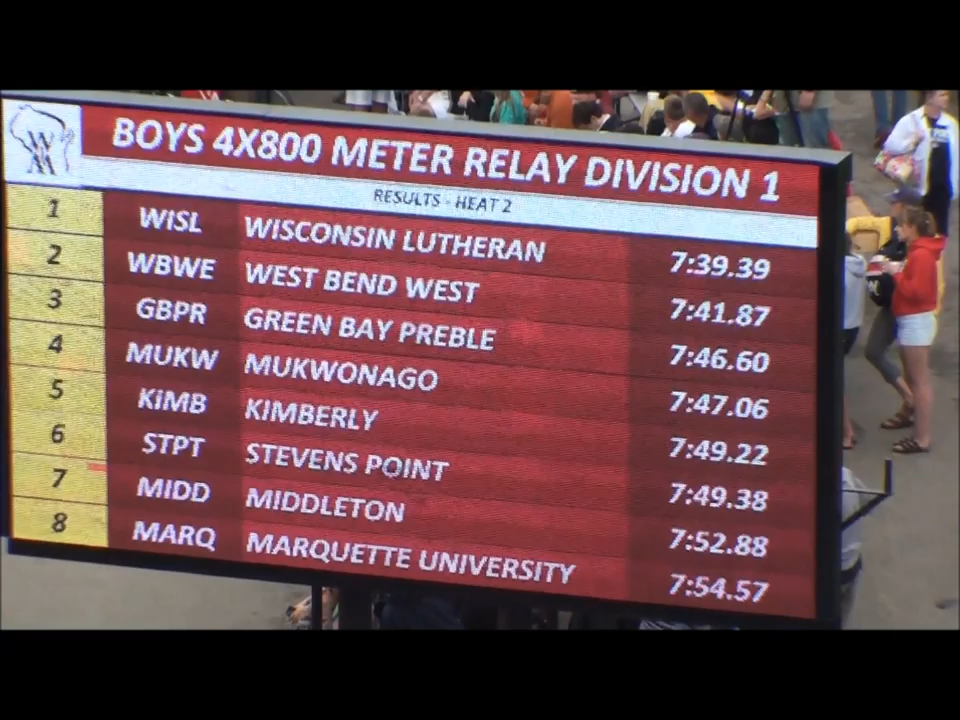 BOYS 4X800 METER RELAY DIVISION 1
RESULTS - HEAT 2
1 WISL WISCONSIN LUTHERAN 7:39.39
2 WBWE WEST BEND WEST 7:41.87
3 GBPR GREEN BAY PREBLE 7:46.60
4 MUKW MUKWONAGO 7:47.06
5 KIMB KIMBERLY 7:49.22
6 STPT STEVENS POINT 7:49.38
7 MIDD MIDDLETON 7:52.88
8 MARQ MARQUETTE UNIVERSITY 7:54.57